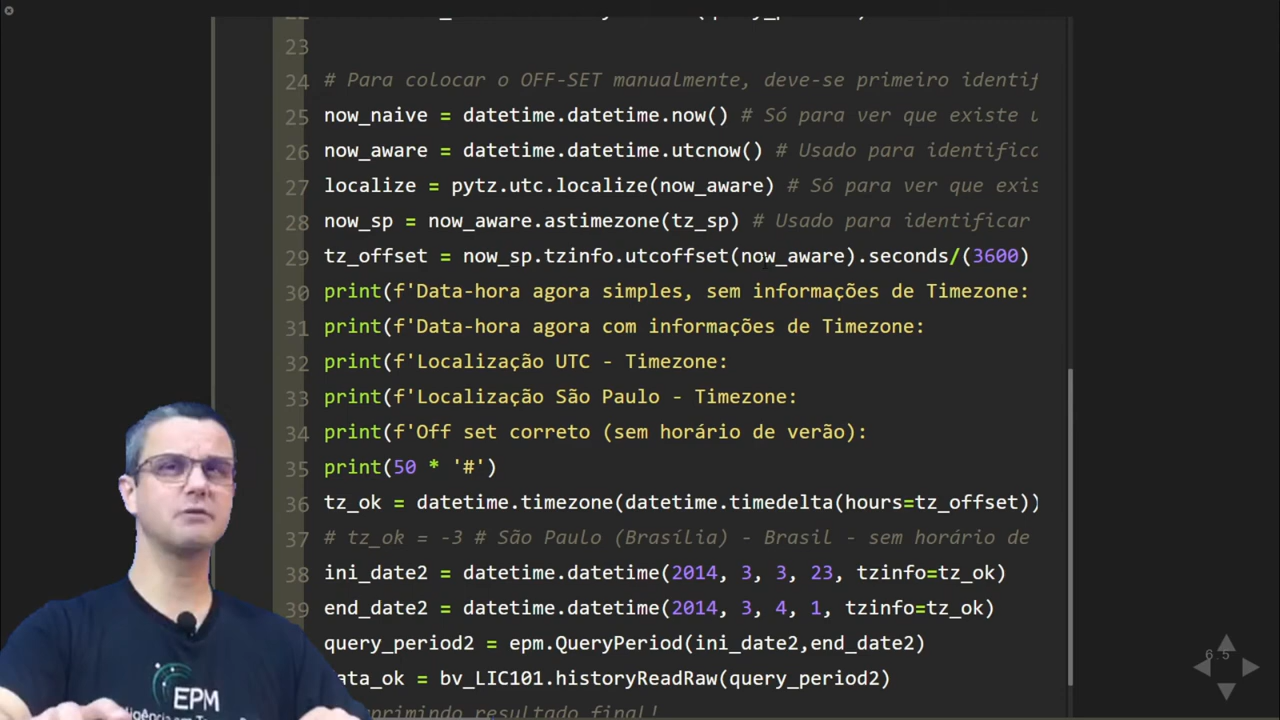 23
24 # Para colocar o OFF-SET manualmente, deve-se primeiro identif
25 now_naive = datetime.datetime.now() # Só para ver que existe u
26 now_aware = datetime.datetime.utcnow() # Usado para identific
27 localize = pytz.utc.localize(now_aware) # Só para ver que exis
28 now_sp = now_aware.astimezone(tz_sp) # Usado para identificar
29 tz_offset = now_sp.tzinfo.utcoffset(now_aware).seconds/(3600)
30 print(f'Data-hora agora simples, sem informações de Timezone:
31 print(f'Data-hora agora com informações de Timezone:
32 print(f'Localização UTC - Timezone:
33 print(f'Localização São Paulo - Timezone:
34 print(f'Off set correto (sem horário de verão):
35 print(50 * '#')
36 tz_ok = datetime.timezone(datetime.timedelta(hours=tz_offset))
37 # tz_ok = -3 # São Paulo (Brasília) - Brasil - sem horário de
38 ini_date2 = datetime.datetime(2014, 3, 3, 23, tzinfo=tz_ok)
39 end_date2 = datetime.datetime(2014, 3, 4, 1, tzinfo=tz_ok)
query_period2 = epm.QueryPeriod(ini_date2,end_date2)
ata_ok = bv_LIC101.historyReadRaw(query_period2)
primindo resultado final!
6.5
EPM